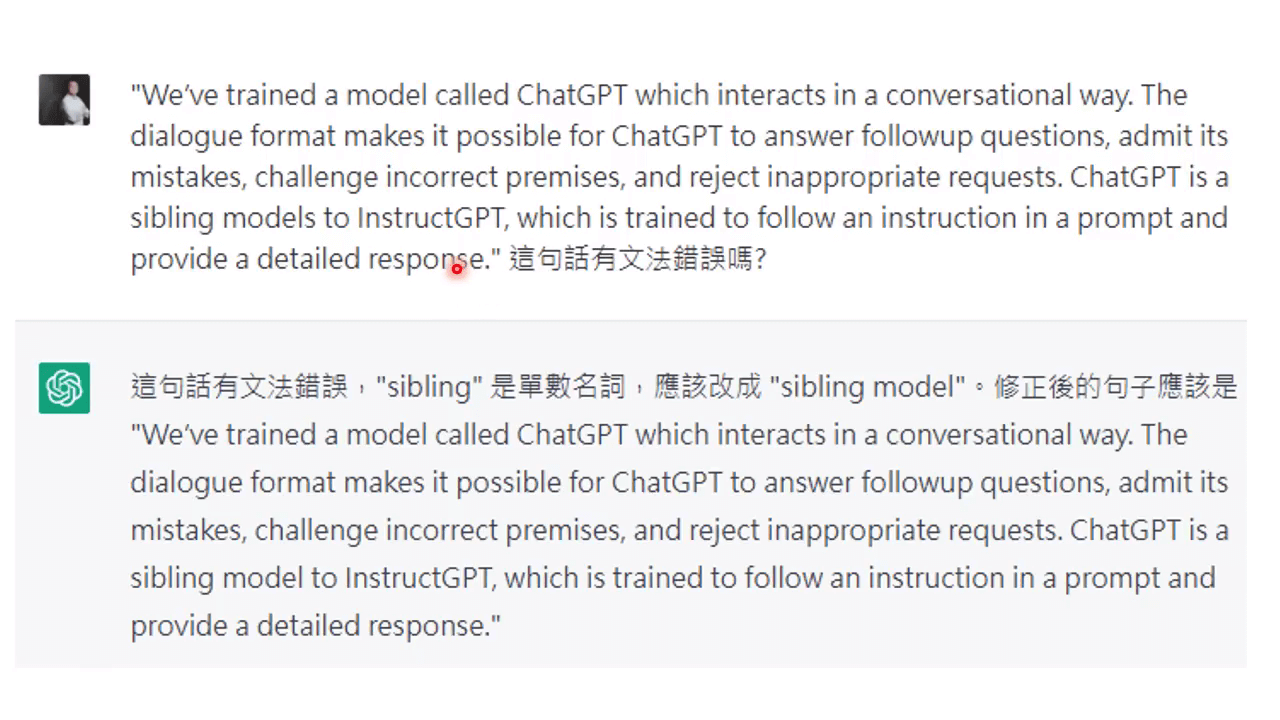 "We’ve trained a model called ChatGPT which interacts in a conversational way. The
dialogue format makes it possible for ChatGPT to answer followup questions, admit its
mistakes, challenge incorrect premises, and reject inappropriate requests. ChatGPT is a
sibling models to InstructGPT, which is trained to follow an instruction in a prompt and
provide a detailed response." 這句話有文法錯誤嗎?
這句話有文法錯誤，"sibling" 是單數名詞，應該改成 "sibling model"。修正後的句子應該是
"We’ve trained a model called ChatGPT which interacts in a conversational way. The
dialogue format makes it possible for ChatGPT to answer followup questions, admit its
mistakes, challenge incorrect premises, and reject inappropriate requests. ChatGPT is a
sibling model to InstructGPT, which is trained to follow an instruction in a prompt and
provide a detailed response."